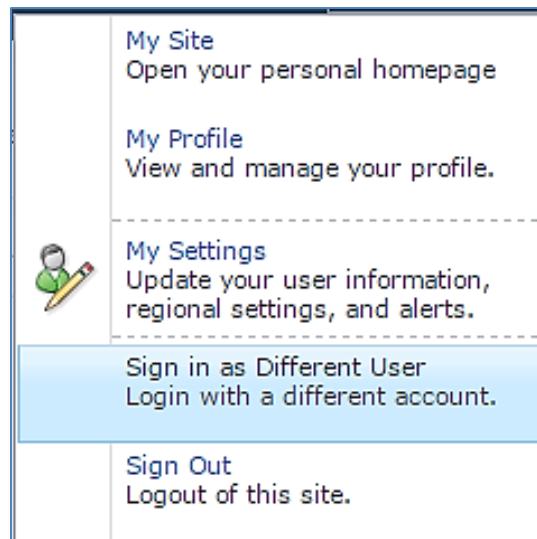 My Site
Open your personal homepage
My Profile
View and manage your profile.
My Settings
Update your user information,
regional settings, and alerts.
Sign in as Different User
Login with a different account.
Sign Out
Logout of this site.